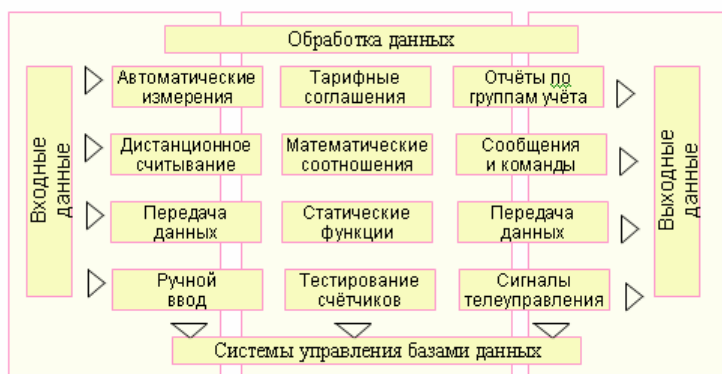 Обработка данных
Входные
данные
Автоматические
измерения
Тарифные
соглашения
Отчёты по
группам учёта
Дистанционное
считывание
Математические
соотношения
Сообщения
и команды
Передача
данных
Статические
функции
Передача
данных
Ручной
ввод
Тестирование
счётчиков
Сигналы
телеуправления
Выходные
данные
Системы управления базами данных